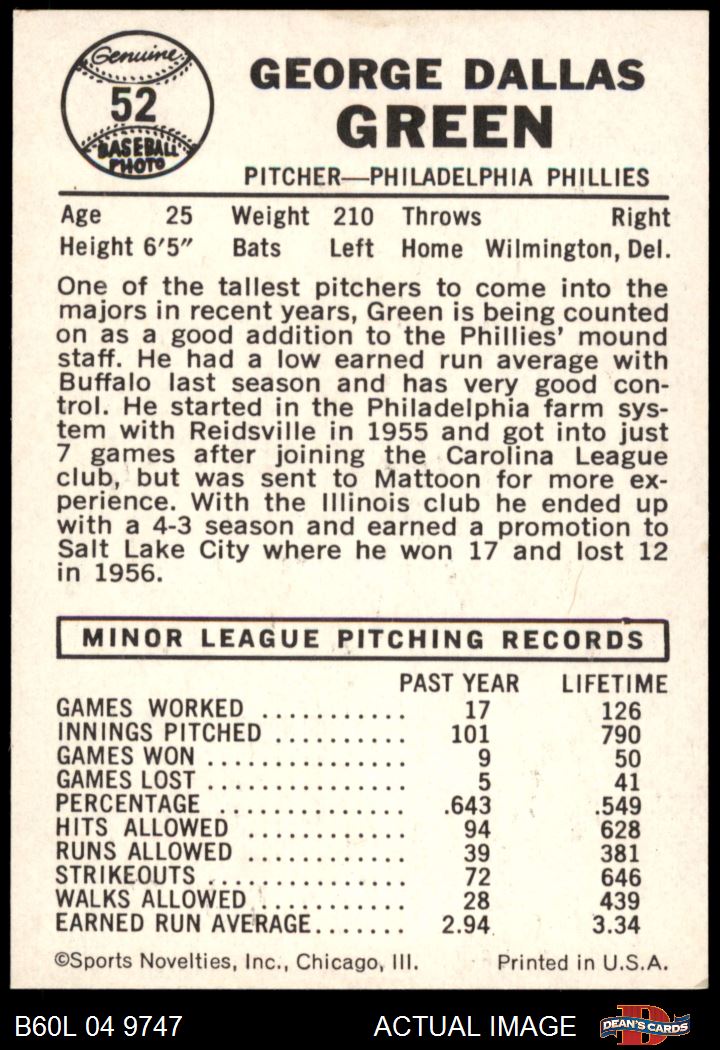 Genuine
52
BASEBALL
PHOTO
GEORGE DALLAS
GREEN
PITCHER—PHILADELPHIA PHILLIES
Age 25 Weight 210 Throws Right
Height 6'5" Bats Left Home Wilmington, Del.
One of the tallest pitchers to come into the
majors in recent years, Green is being counted
on as a good addition to the Phillies' mound
staff. He had a low earned run average with
Buffalo last season and has very good con-
trol. He started in the Philadelphia farm sys-
tem with Reidsville in 1955 and got into just
7 games after joining the Carolina League
club, but was sent to Mattoon for more ex-
perience. With the Illinois club he ended up
with a 4-3 season and earned a promotion to
Salt Lake City where he won 17 and lost 12
in 1956.
MINOR LEAGUE PITCHING RECORDS
PAST YEAR LIFETIME
GAMES WORKED ........... 17 126
INNINGS PITCHED .......... 101 790
GAMES WON ............... 9 50
GAMES LOST ............... 5 41
PERCENTAGE .............. .643 .549
HITS ALLOWED ............ 94 628
RUNS ALLOWED ............ 39 381
STRIKEOUTS ............... 72 646
WALKS ALLOWED ............ 28 439
EARNED RUN AVERAGE....... 2.94 3.34
©Sports Novelties, Inc., Chicago, Ill. Printed in U.S.A.
B60L 04 9747 ACTUAL IMAGE D DEAN'S CARDS